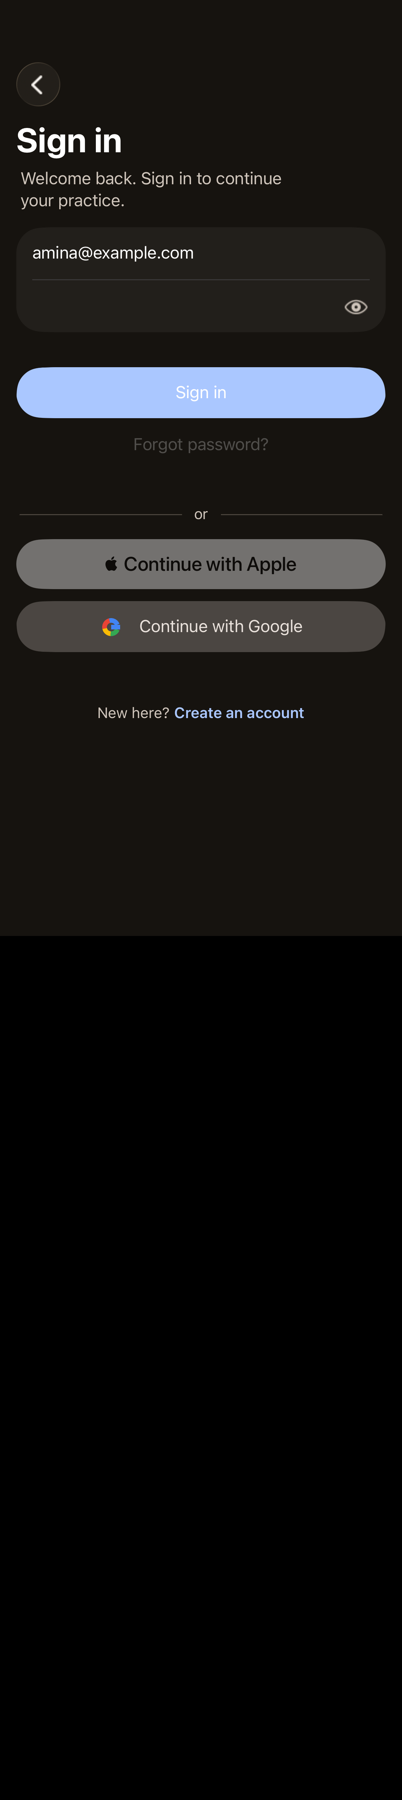 Sign in
Welcome back. Sign in to continue
your practice.
amina@example.com
Sign in
Forgot password?
or
Continue with Apple
Continue with Google
New here? Create an account